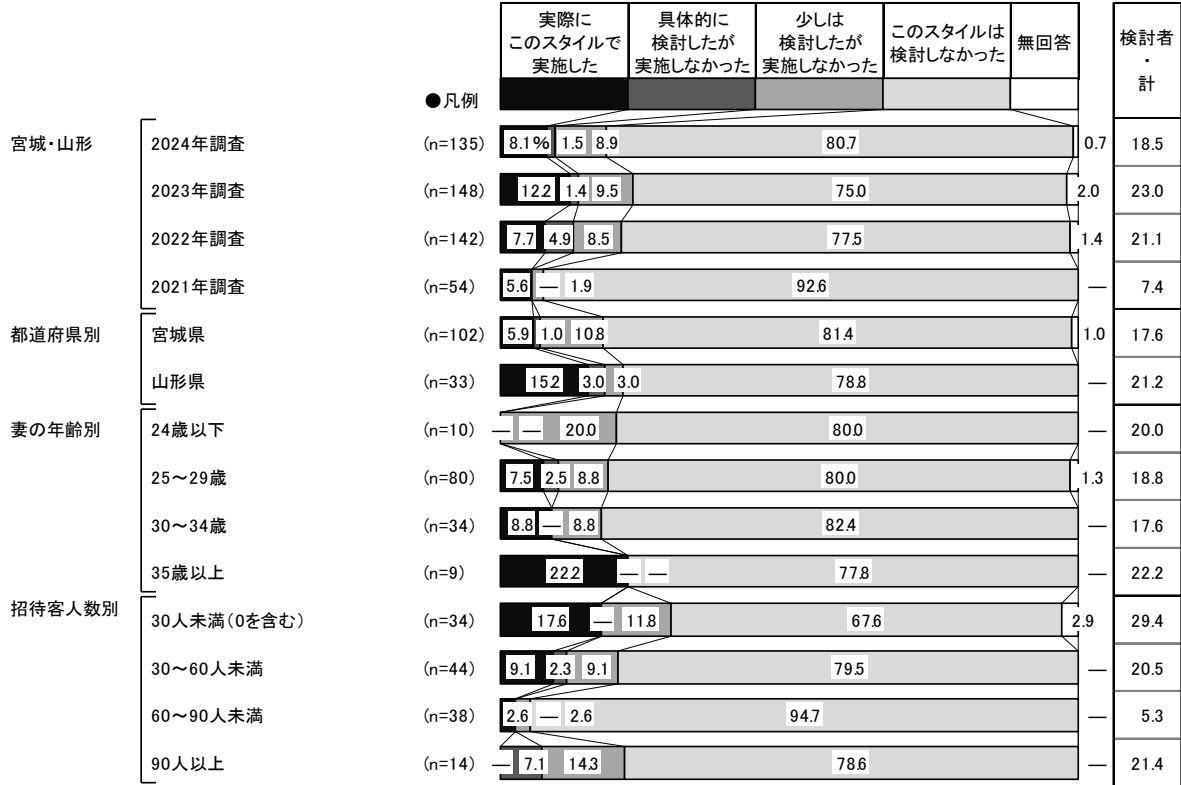 実際に
このスタイルで
実施した
具体的に
検討したが
実施しなかった
少しは
検討したが
実施しなかった
このスタイルは
検討しなかった
無回答
検討者
・
計
●凡例
宮城・山形 2024年調査 (n=135) 8.1% 1.5 8.9 80.7 0.7 18.5
2023年調査 (n=148) 12.2 1.4 9.5 75.0 2.0 23.0
2022年調査 (n=142) 7.7 4.9 8.5 77.5 1.4 21.1
2021年調査 (n=54) 5.6 — 1.9 92.6 — 7.4
都道府県別 宮城県 (n=102) 5.9 1.0 10.8 81.4 1.0 17.6
山形県 (n=33) 15.2 3.0 3.0 78.8 — 21.2
妻の年齢別 24歳以下 (n=10) — — 20.0 80.0 — 20.0
25～29歳 (n=80) 7.5 2.5 8.8 80.0 1.3 18.8
30～34歳 (n=34) 8.8 — 8.8 82.4 — 17.6
35歳以上 (n=9) 22.2 — — 77.8 — 22.2
招待客人数別 30人未満(0を含む) (n=34) 17.6 — 11.8 67.6 2.9 29.4
30～60人未満 (n=44) 9.1 2.3 9.1 79.5 — 20.5
60～90人未満 (n=38) 2.6 — 2.6 94.7 — 5.3
90人以上 (n=14) — 7.1 14.3 78.6 — 21.4